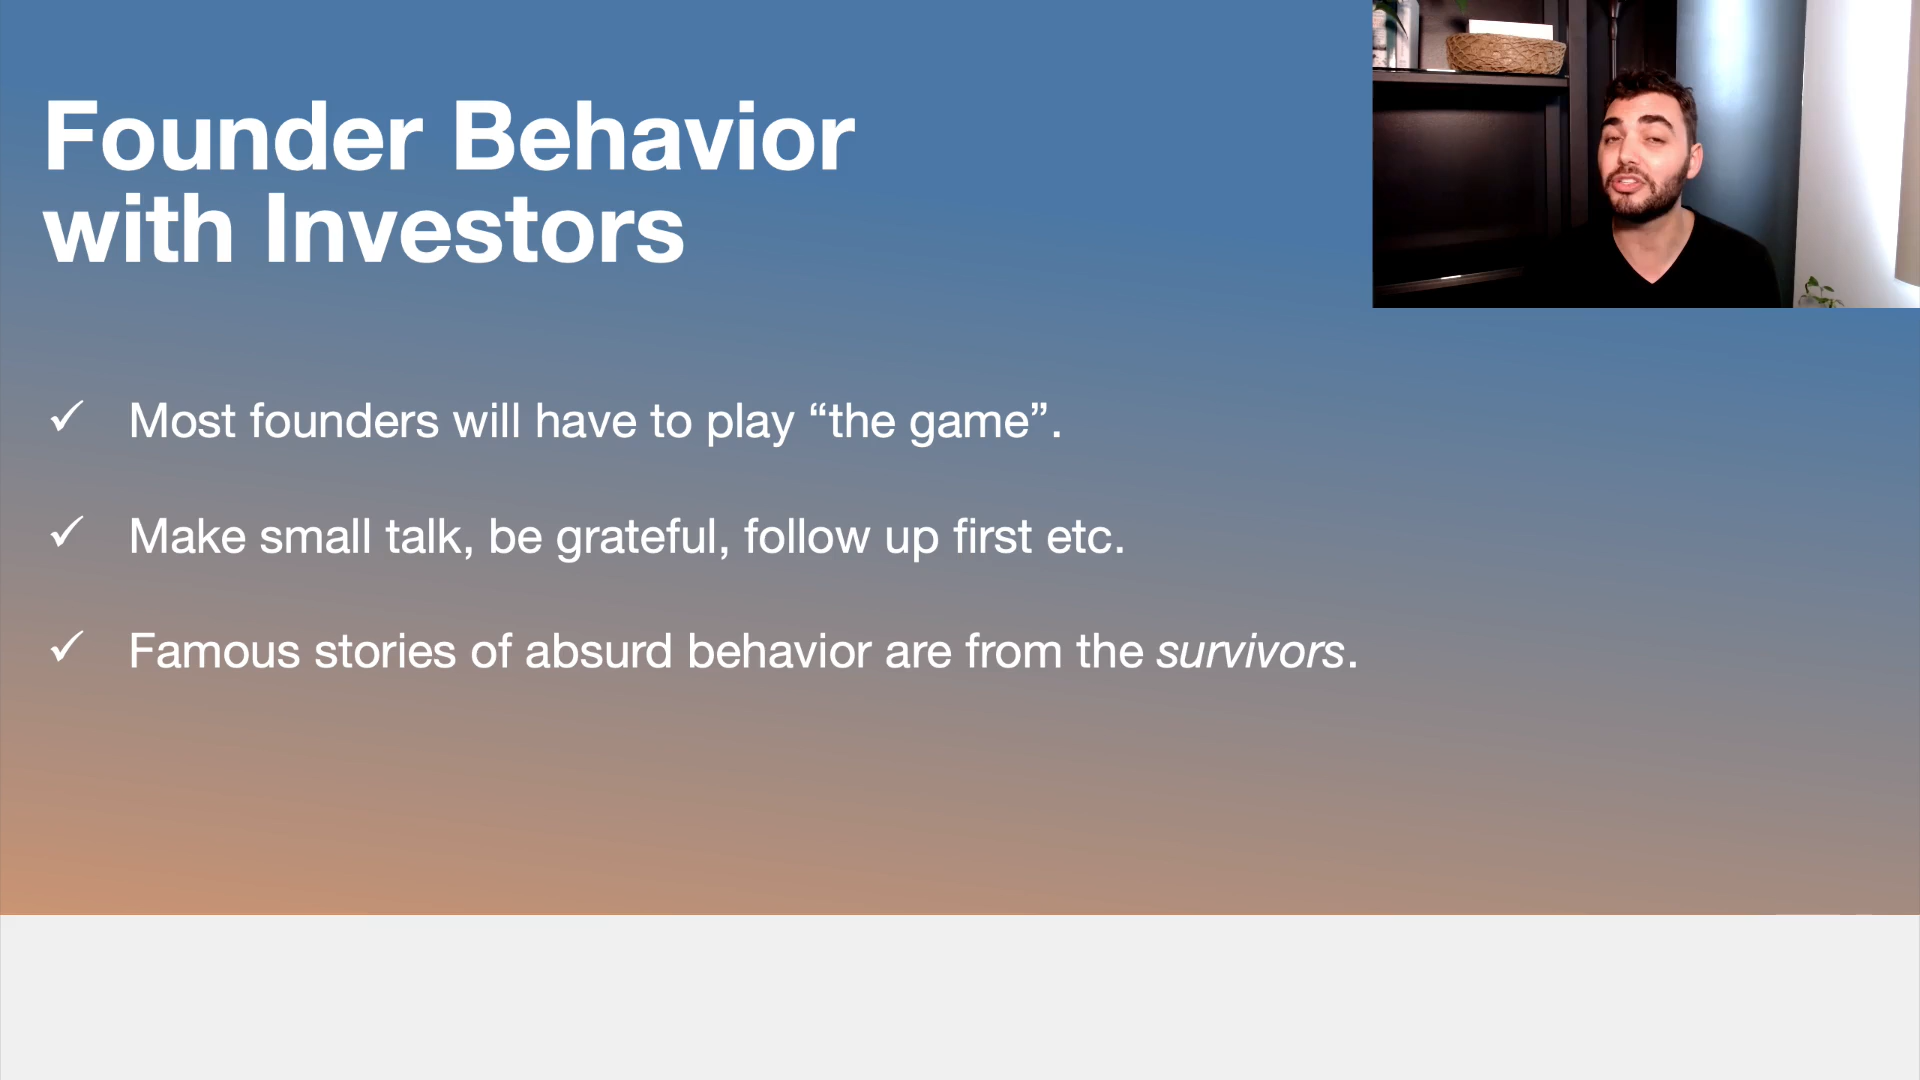 Founder Behavior
with Investors
✓ Most founders will have to play “the game”.
✓ Make small talk, be grateful, follow up first etc.
✓ Famous stories of absurd behavior are from the survivors.